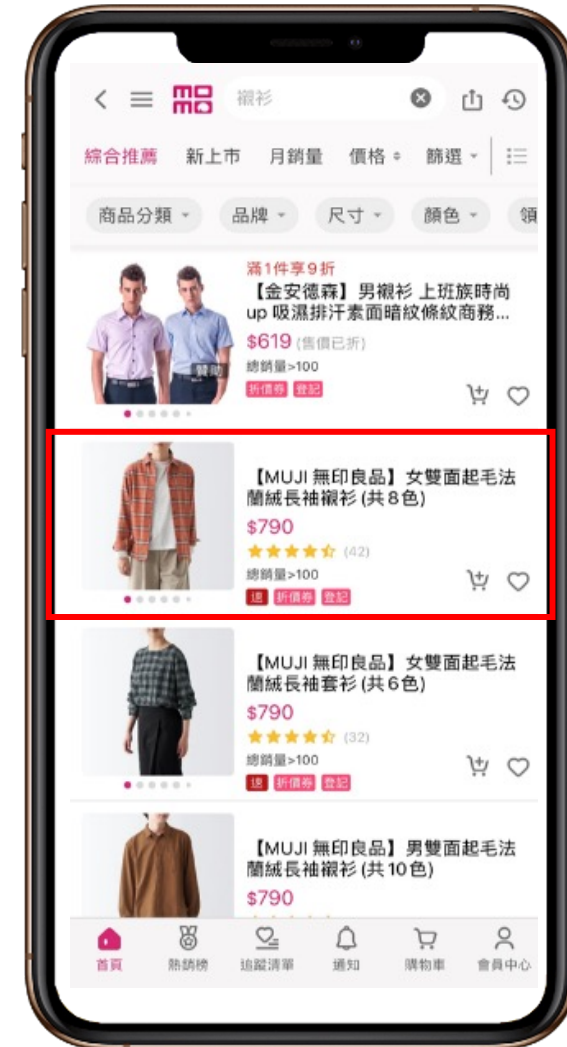 momo 襯衫
綜合推薦 新上市 月銷量 價格 篩選
商品分類 品牌 尺寸 顏色 領
滿1件享9折
【金安德森】男襯衫 上班族時尚
up 吸濕排汗素面暗紋條紋商務...
$619 (售價已折)
贊助
總銷量>100
折價券 登記
【MUJI 無印良品】女雙面起毛法
蘭絨長袖襯衫 (共8色)
$790
(42)
總銷量>100
速 折價券 登記
【MUJI 無印良品】女雙面起毛法
蘭絨長袖套衫 (共6色)
$790
(32)
總銷量>100
速 折價券 登記
【MUJI 無印良品】男雙面起毛法
蘭絨長袖襯衫 (共10色)
$790
首頁 熱銷榜 追蹤清單 通知 購物車 會員中心